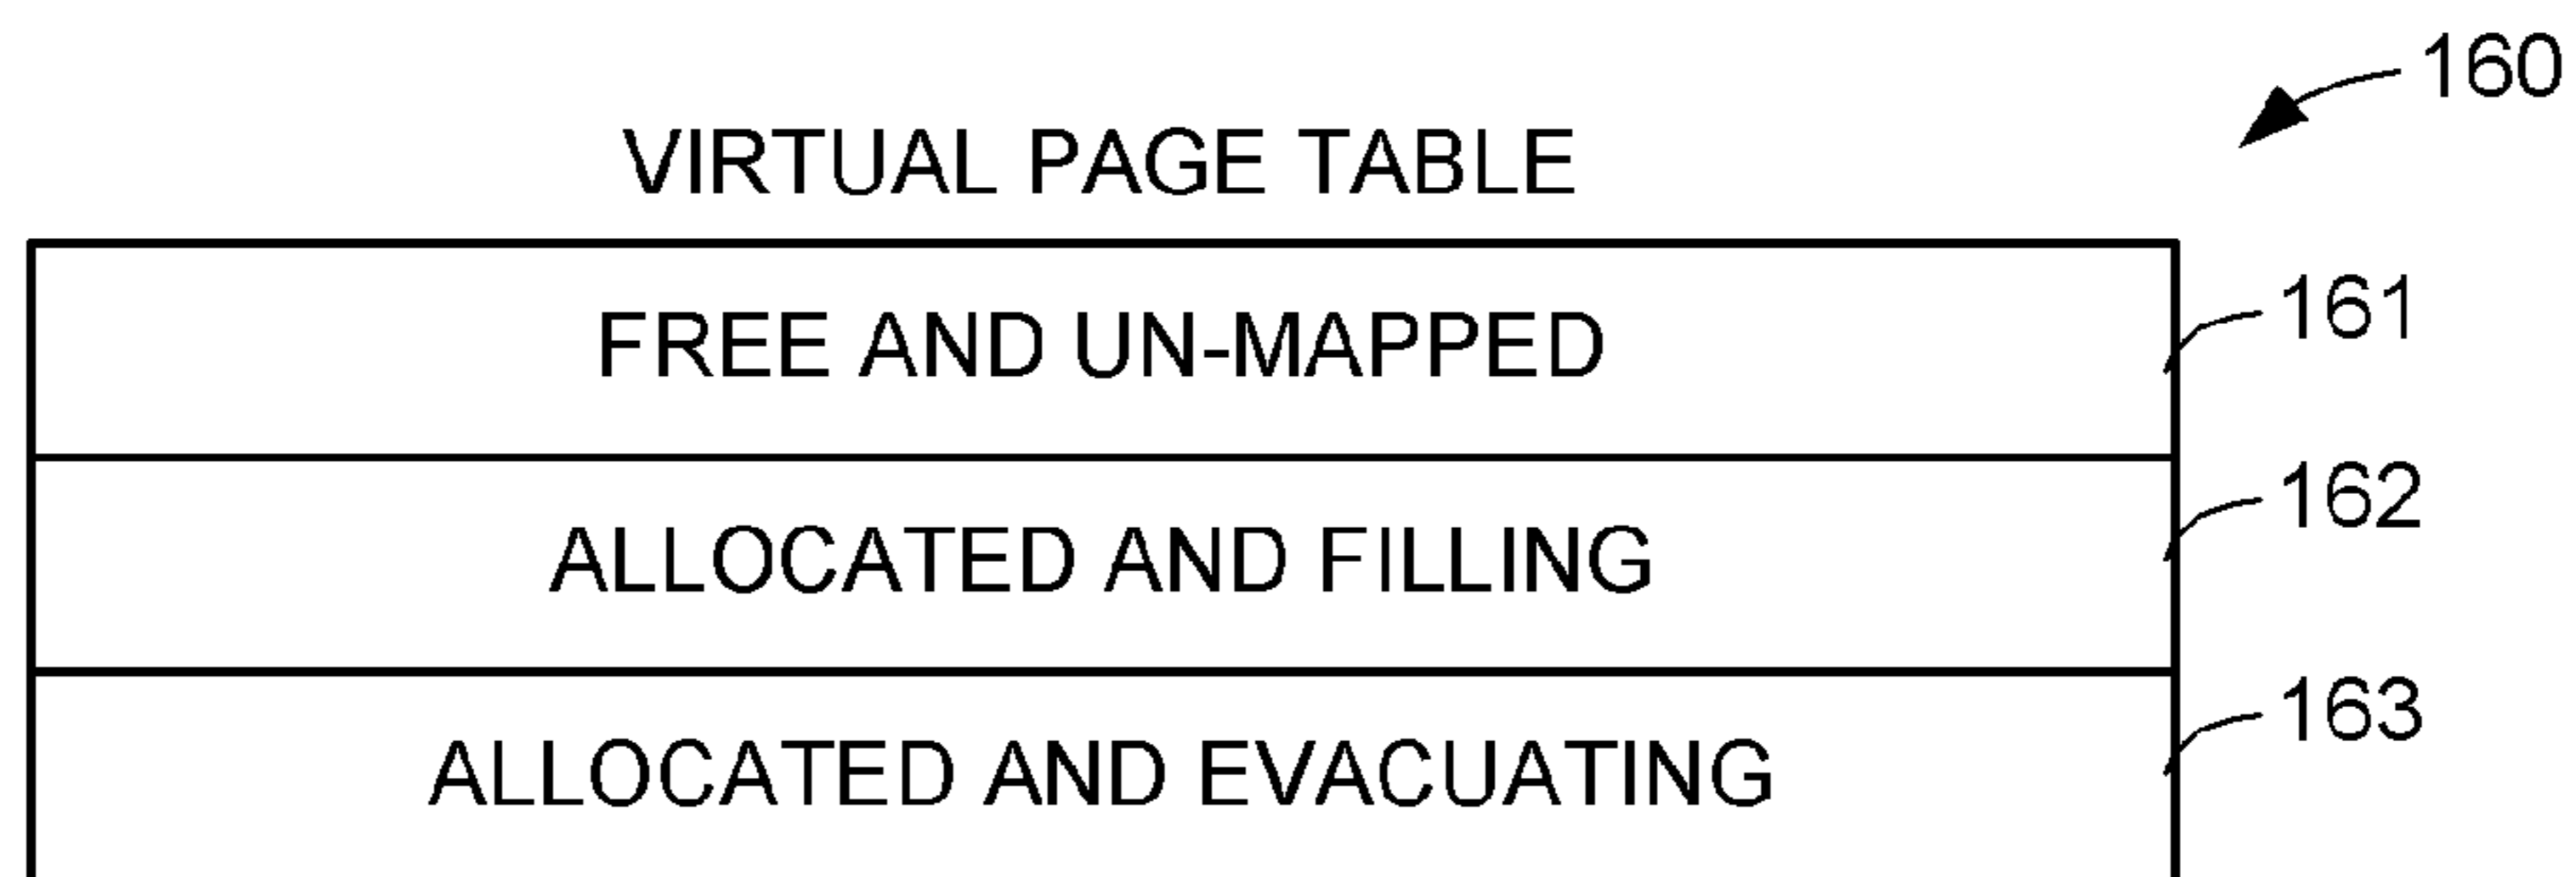 160
VIRTUAL PAGE TABLE
FREE AND UN-MAPPED
161
ALLOCATED AND FILLING
162
ALLOCATED AND EVACUATING
163